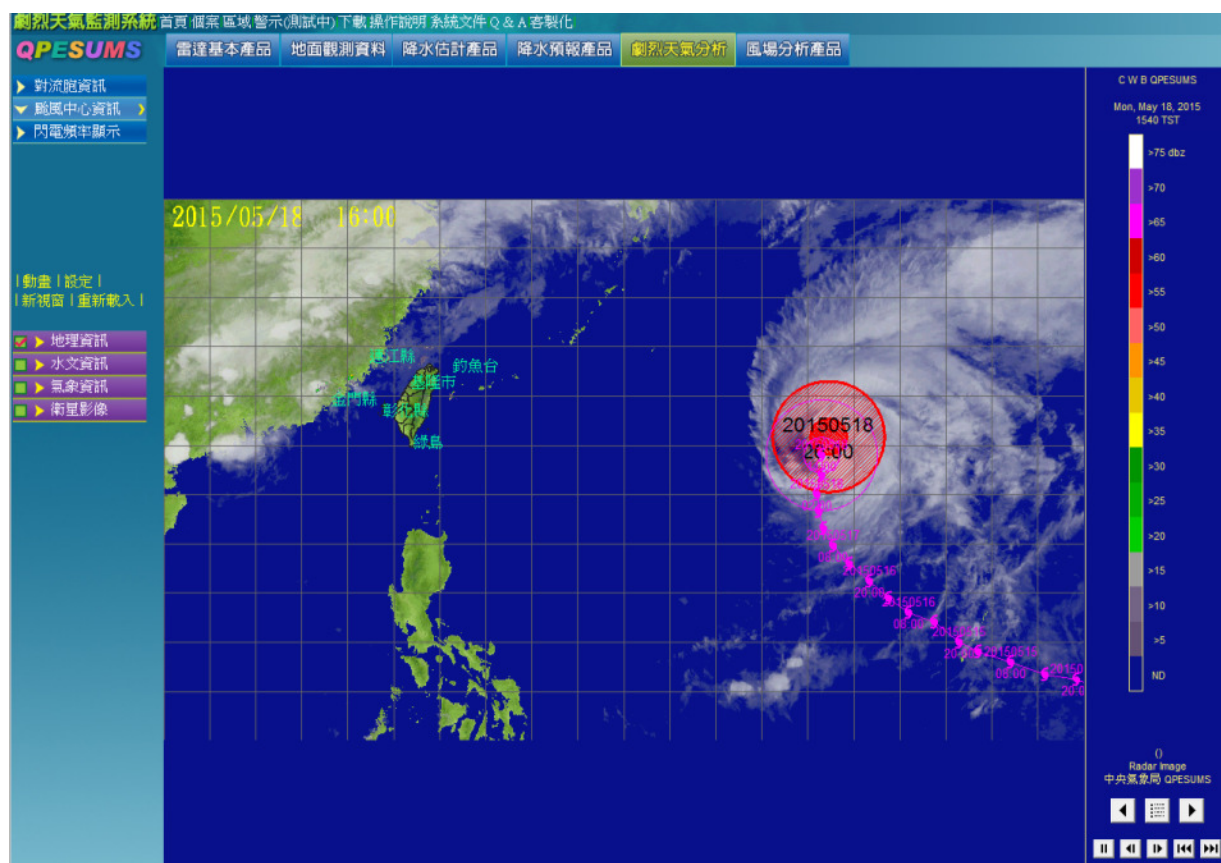 劇烈天氣監測系統 首頁 個案 區域 警示(測試中) 下載 操作說明 系統文件 Q & A 客製化
QPESUMS
雷達基本產品 地面觀測資料 降水估計產品 降水預報產品 劇烈天氣分析 風場分析產品
對流胞資訊
颱風中心資訊
閃電頻率顯示
|動畫|設定|
|新視窗|重新載入|
地理資訊
水文資訊
氣象資訊
衛星影像
2015/05/18 16:00
連江縣
釣魚台
基隆市
金門縣
彰化縣
綠島
20150518
20:00
20150517
08:00
20150516
20:00
20150516
08:00
20150515
08:00
C W B QPESUMS
Mon, May 18, 2015
1540 TST
>75 dbz
>70
>65
>60
>55
>50
>45
>40
>35
>30
>25
>20
>15
>10
>5
ND
()
Radar Image
中央氣象局 QPESUMS